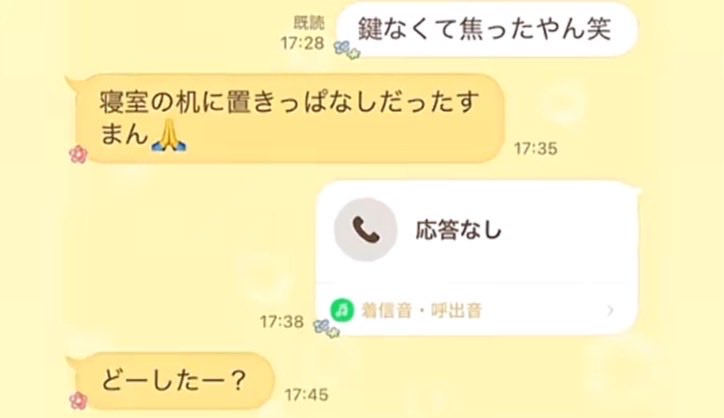 既読
17:28
鍵なくて焦ったやん笑
寝室の机に置きっぱなしだったす
まん🙏
17:35
応答なし
着信音・呼出音
17:38
どーしたー？
17:45